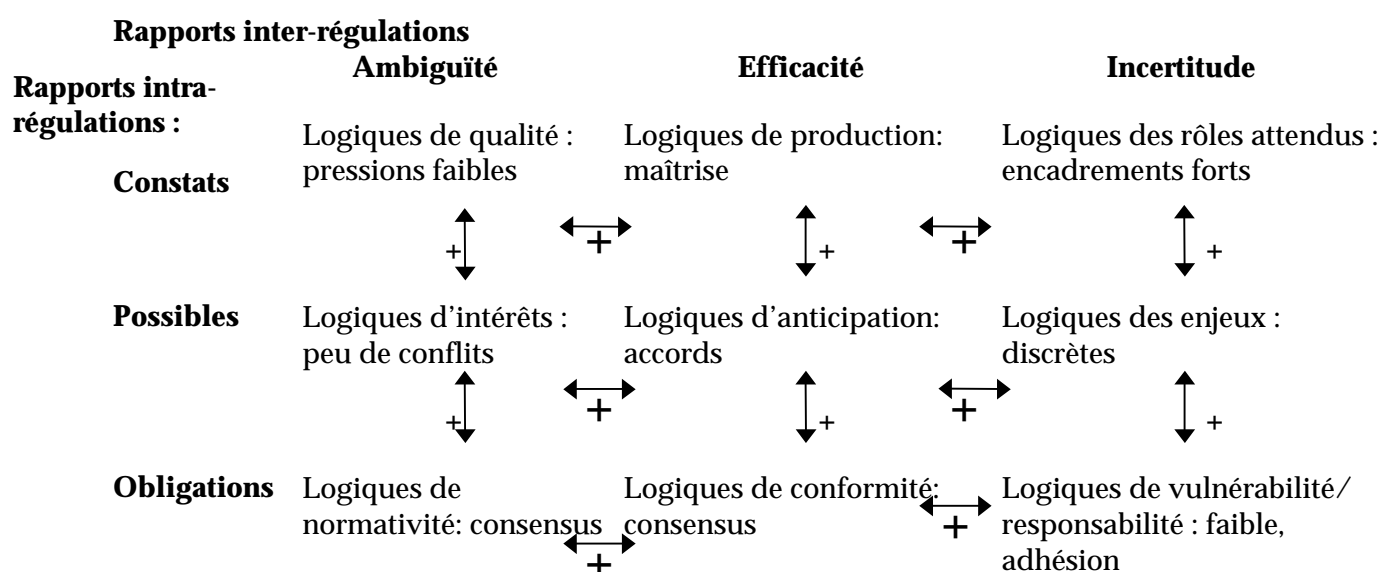 Rapports inter-régulations
Ambiguïté Efficacité Incertitude
Rapports intra-
régulations :
Logiques de qualité : Logiques de production: Logiques des rôles attendus :
pressions faibles maîtrise encadrements forts
Constats
+ + + + +
Possibles Logiques d’intérêts : Logiques d’anticipation: Logiques des enjeux :
peu de conflits accords discrètes
+ + + + +
Obligations Logiques de Logiques de conformité: Logiques de vulnérabilité/
normativité: consensus consensus + responsabilité : faible,
+ adhésion